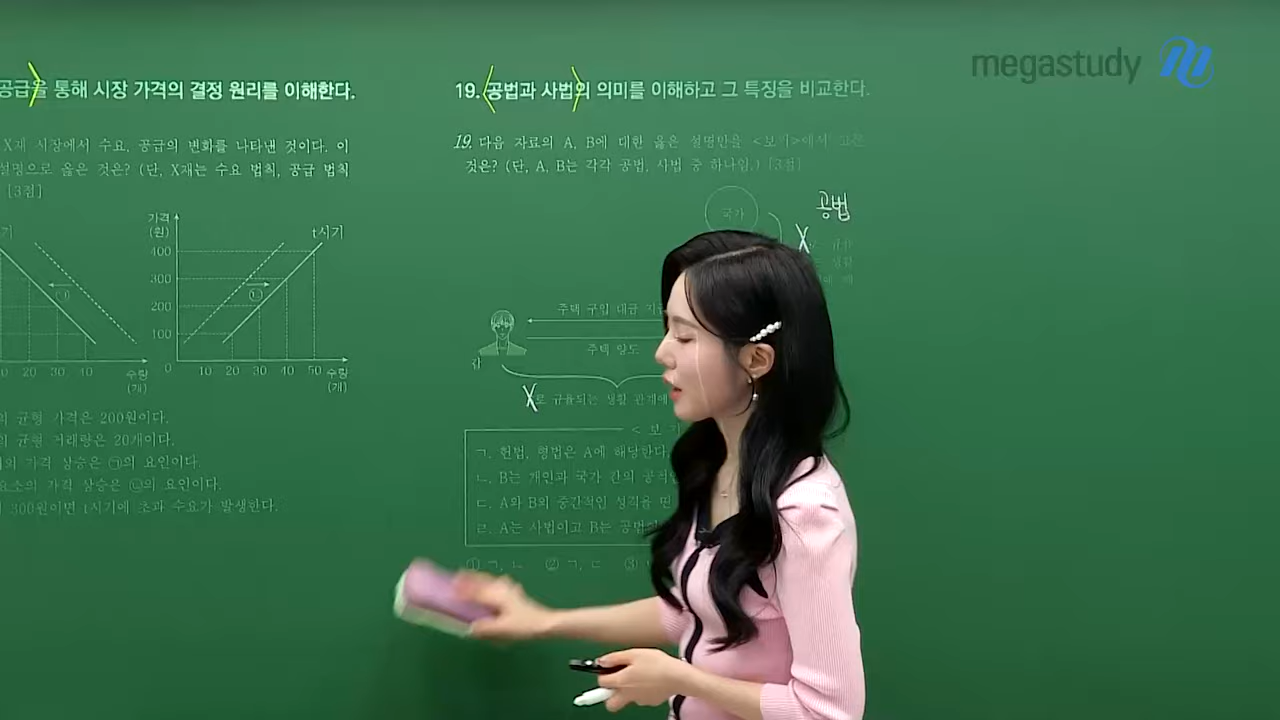 megastudy
공급을 통해 시장 가격의 결정 원리를 이해한다.
X재 시장에서 수요, 공급의 변화를 나타낸 것이다. 이
설명으로 옳은 것은? (단, X재는 수요 법칙, 공급 법칙
[3점]
기
가격
(원)
t시기
400
300
200
100
0
10 20 30 40 50 수량
(개)
0 10 20 30 40 수량
(개)
의 균형 가격은 200원이다.
의 균형 거래량은 20개이다.
의 가격 상승은 ㉠의 요인이다.
요소의 가격 상승은 ㉡의 요인이다.
300원이면 t시기에 초과 수요가 발생한다.
19. 공법과 사법의 의미를 이해하고 그 특징을 비교한다.
19. 다음 자료의 A, B에 대한 옳은 설명만을 <보기>에서 고른
것은? (단, A, B는 각각 공법, 사법 중 하나임.) [3점]
국가
공법
X
주택 구입 대금
주택 양도
갑
X로 규율되는 생활 관계에
< 보 기
ㄱ. 헌법, 형법은 A에 해당한다.
ㄴ. B는 개인과 국가 간의 공적
ㄷ. A와 B의 중간적인 성격을 띤
ㄹ. A는 사법이고 B는 공법
① ㄱ, ㄴ ② ㄱ, ㄷ ③